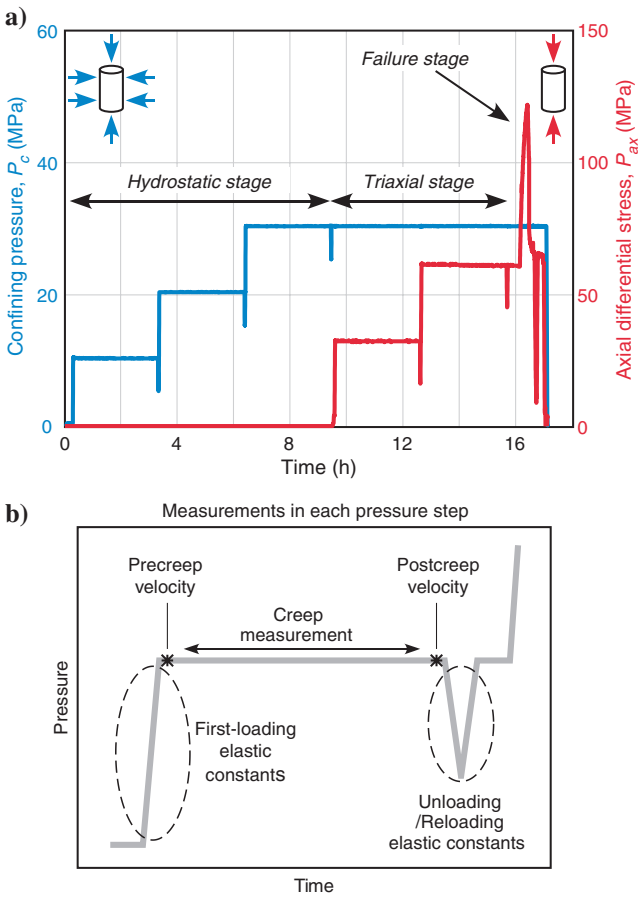 a)
60
40
20
0
Confining pressure, P_c (MPa)
150
100
50
0
Axial differential stress, P_ax (MPa)
Failure stage
Hydrostatic stage
Triaxial stage
0 4 8 12 16
Time (h)
b)
Measurements in each pressure step
Precreep
velocity
Postcreep
velocity
Creep
measurement
Pressure
First-loading
elastic
constants
Unloading
/Reloading
elastic constants
Time